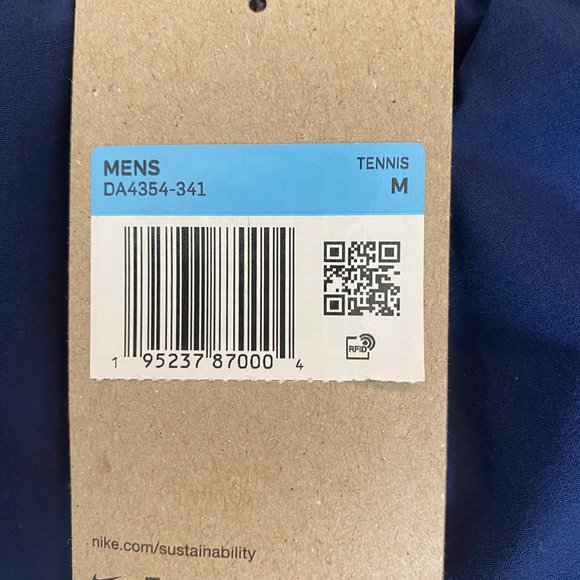 MENS TENNIS
DA4354-341 M
RFID
1 95237 87000 4
nike.com/sustainability